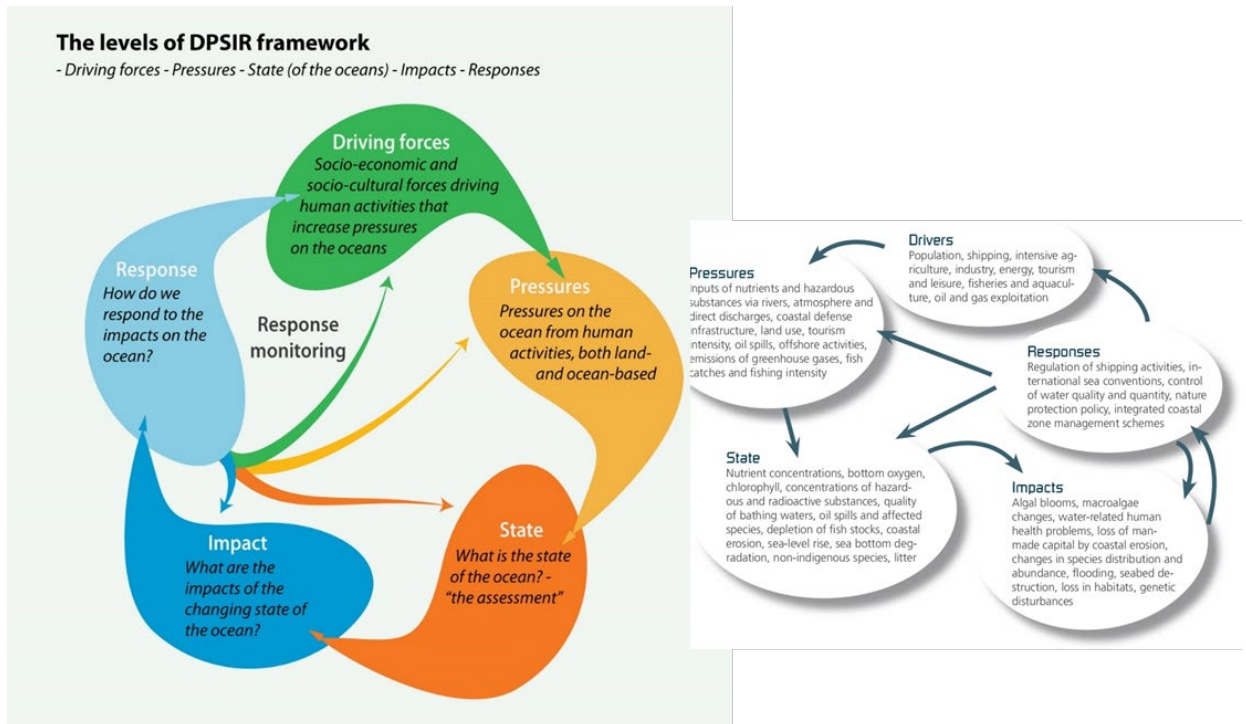 The levels of DPSIR framework
- Driving forces - Pressures - State (of the oceans) - Impacts - Responses
Driving forces
Socio-economic and
socio-cultural forces driving
human activities that
increase pressures
on the oceans
Response
How do we
respond to the
impacts on the
ocean?
Response
monitoring
Pressures
Pressures on the
ocean from human
activities, both land-
and ocean-based
State
What is the state
of the ocean? -
“the assessment”
Impact
What are the
impacts of the
changing state of
the ocean?
Drivers
Population, shipping, intensive ag-
riculture, industry, energy, tourism
and leisure, fisheries and aquacul-
ture, oil and gas exploitation
Pressures
Inputs of nutrients and hazardous
substances via rivers, atmosphere and
direct discharges, coastal defense
infrastructure, land use, tourism
intensity, oil spills, offshore activities,
emissions of greenhouse gases, fish
catches and fishing intensity
Responses
Regulation of shipping activities, in-
ternational sea conventions, control
of water quality and quantity, nature
protection policy, integrated coastal
zone management schemes
State
Nutrient concentrations, bottom oxygen,
chlorophyll, concentrations of hazard-
ous and radioactive substances, quality
of bathing waters, oil spills and affected
species, depletion of fish stocks, coastal
erosion, sea-level rise, sea bottom deg-
radation, non-indigenous species, litter
Impacts
Algal blooms, macroalgae
changes, water-related human
health problems, loss of man-
made capital by coastal erosion,
changes in species distribution and
abundance, flooding, seabed de-
struction, loss in habitats, genetic
disturbances